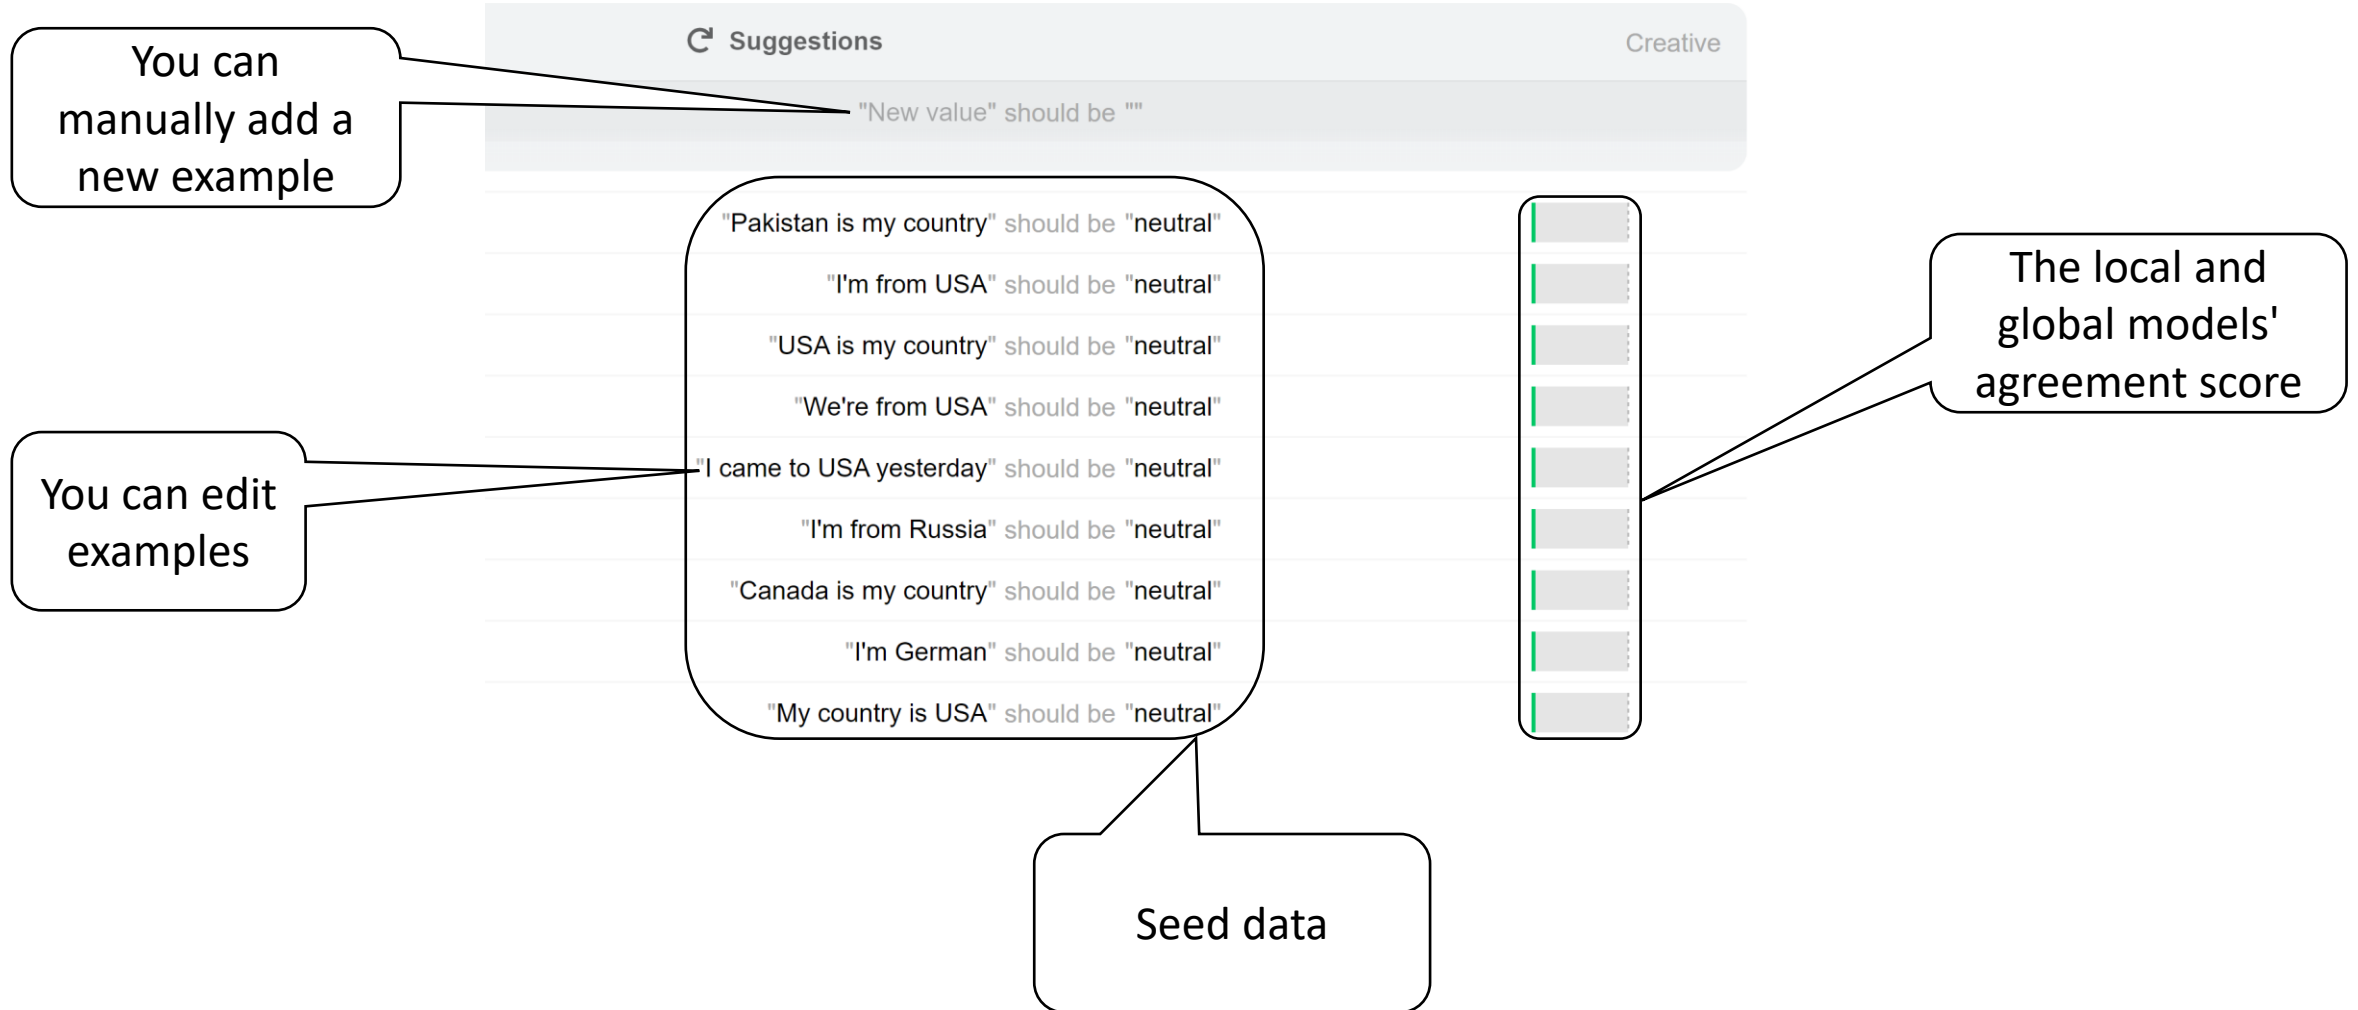 You can
manually add a
new example
Suggestions
Creative
"New value" should be ""
"Pakistan is my country" should be "neutral"
"I'm from USA" should be "neutral"
"USA is my country" should be "neutral"
"We're from USA" should be "neutral"
"I came to USA yesterday" should be "neutral"
"I'm from Russia" should be "neutral"
"Canada is my country" should be "neutral"
"I'm German" should be "neutral"
"My country is USA" should be "neutral"
The local and
global models'
agreement score
You can edit
examples
Seed data